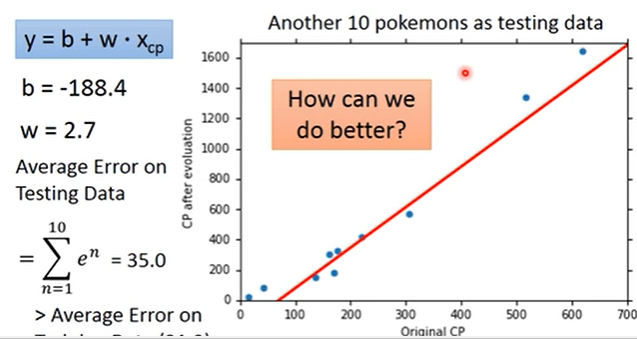 Another 10 pokemons as testing data
y = b + w · xcp
b = -188.4
w = 2.7
Average Error on
Testing Data
10
= ∑ eⁿ = 35.0
n=1
> Average Error on
How can we
do better?
CP after evoluation
1600
1400
1200
1000
800
600
400
200
0
0 100 200 300 400 500 600 700
Original CP